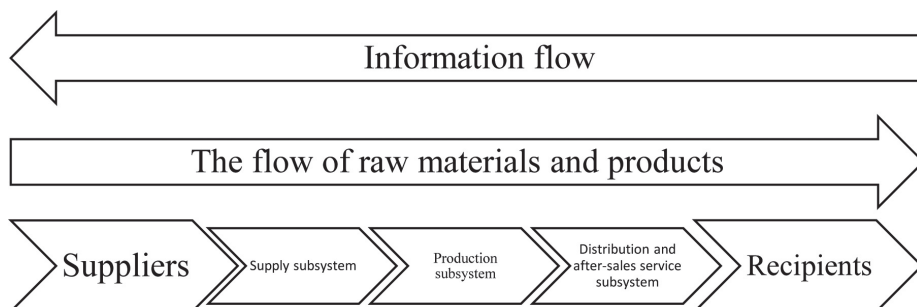 Information flow
The flow of raw materials and products
Suppliers
Supply subsystem
Production
subsystem
Distribution and
after-sales service
subsystem
Recipients